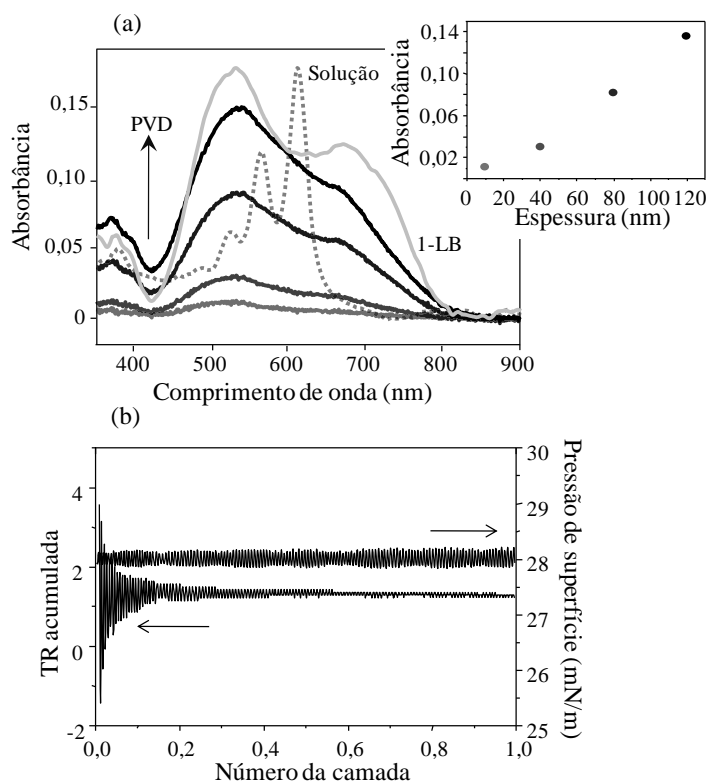 (a)
Absorbância
0,15
0,10
0,05
0
PVD
Solução
1-LB
400 500 600 700 800 900
Comprimento de onda (nm)
Absorbância
0,14
0,10
0,06
0,02
0 20 40 60 80 100 120
Espessura (nm)
(b)
TR acumulada
4
2
0
-2
30
29
28
27
26
25
Pressão de superfície (mN/m)
0,0 0,2 0,4 0,6 0,8 1,0
Número da camada